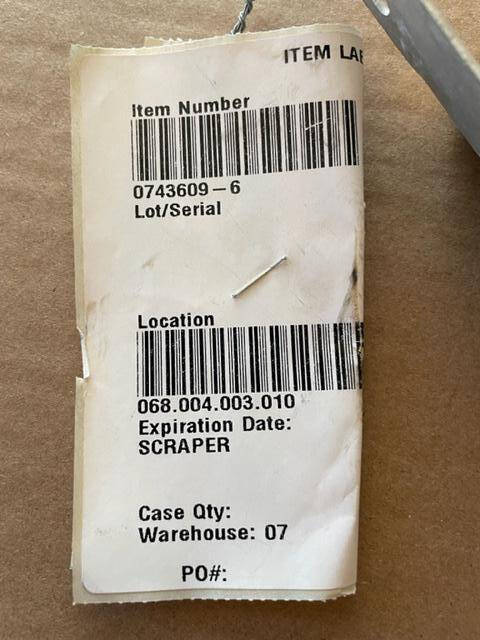 ITEM LAB
Item Number
0743609-6
Lot/Serial
Location
068.004.003.010
Expiration Date:
SCRAPER
Case Qty:
Warehouse: 07
PO#: